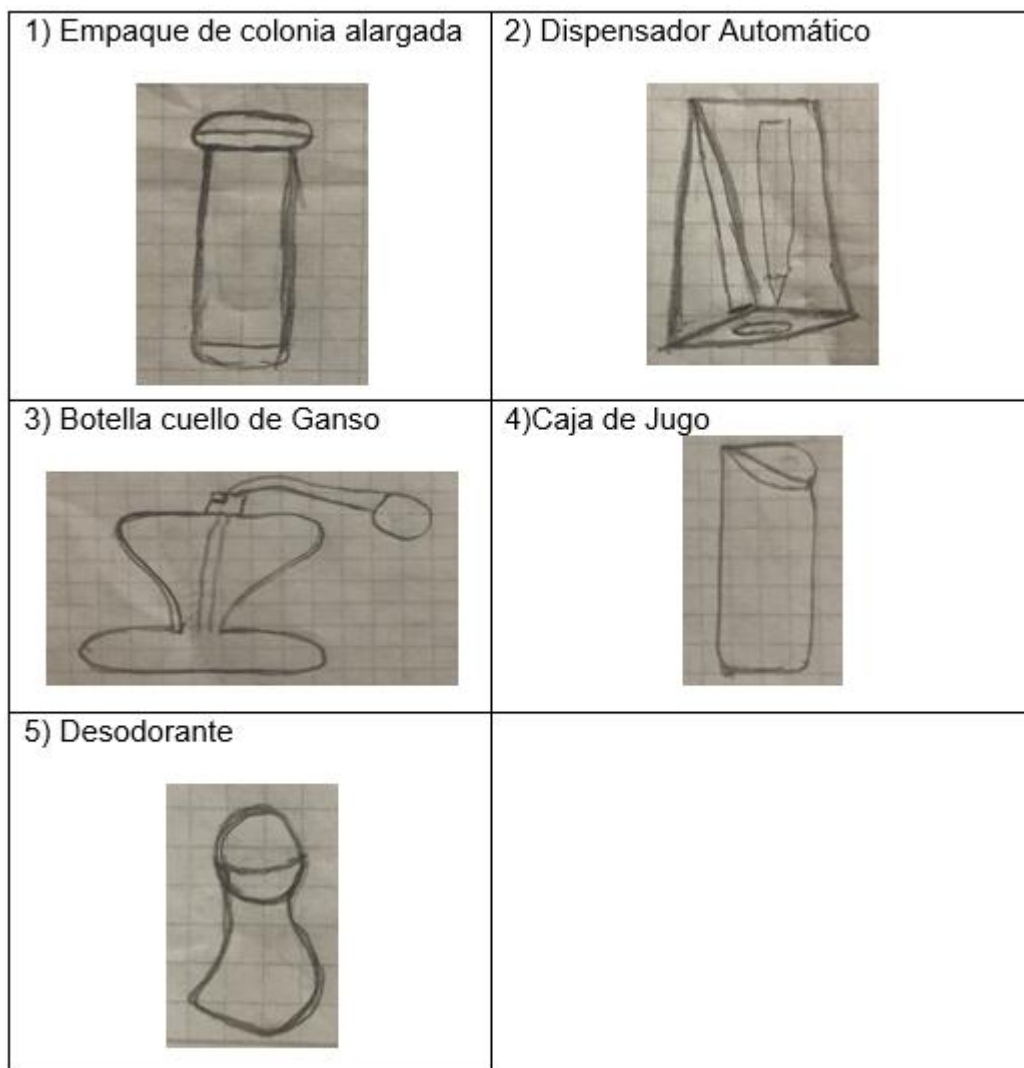 1) Empaque de colonia alargada
2) Dispensador Automático
3) Botella cuello de Ganso
4)Caja de Jugo
5) Desodorante